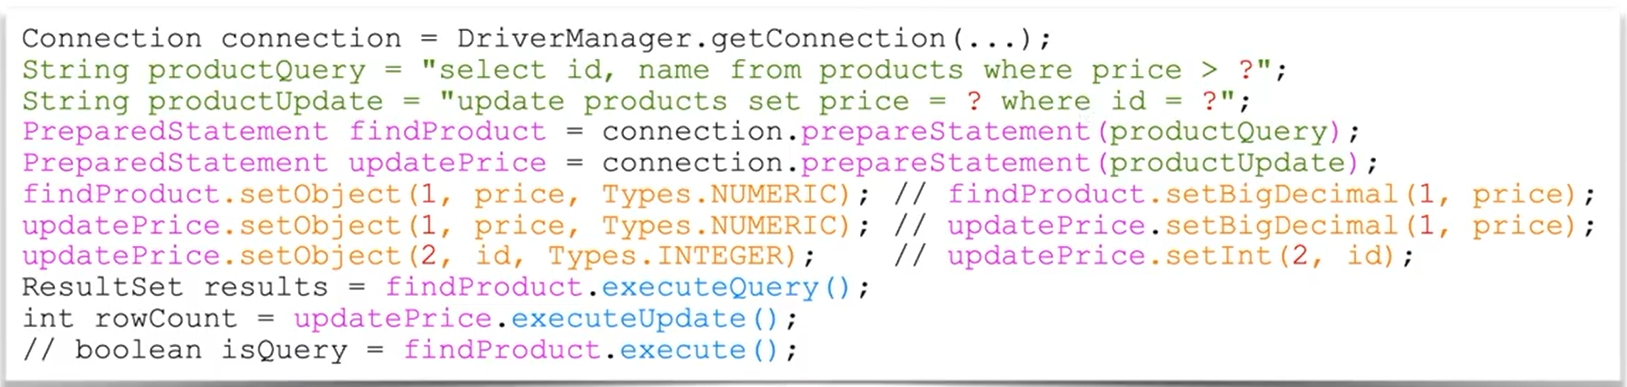 Connection connection = DriverManager.getConnection(...);
String productQuery = "select id, name from products where price > ?";
String productUpdate = "update products set price = ? where id = ?";
PreparedStatement findProduct = connection.prepareStatement(productQuery);
PreparedStatement updatePrice = connection.prepareStatement(productUpdate);
findProduct.setObject(1, price, Types.NUMERIC); // findProduct.setBigDecimal(1, price);
updatePrice.setObject(1, price, Types.NUMERIC); // updatePrice.setBigDecimal(1, price);
updatePrice.setObject(2, id, Types.INTEGER);    // updatePrice.setInt(2, id);
ResultSet results = findProduct.executeQuery();
int rowCount = updatePrice.executeUpdate();
// boolean isQuery = findProduct.execute();